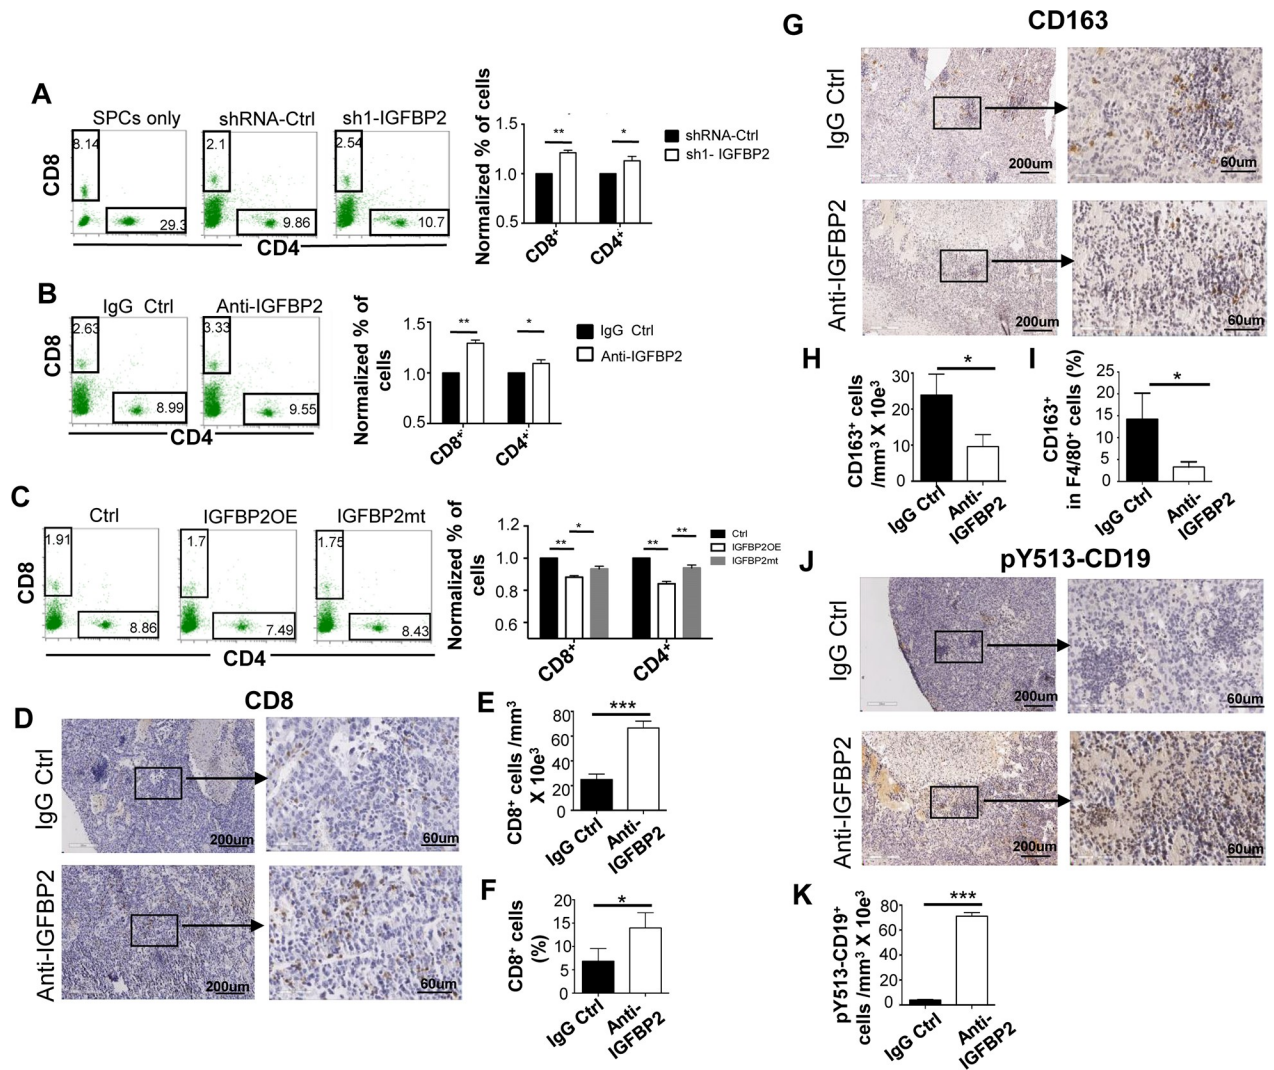 A
SPCs only
shRNA-Ctrl
sh1-IGFBP2
CD8
8.14
29.3
2.1
9.86
2.54
10.7
CD4
Normalized % of cells
1.5
1.0
0.5
**
*
CD8+
CD4+
shRNA-Ctrl
sh1- IGFBP2
B
IgG Ctrl
Anti-IGFBP2
CD8
2.63
8.99
3.33
9.55
CD4
Normalized % of
cells
1.5
1.0
0.5
**
*
CD8+
CD4+
IgG Ctrl
Anti-IGFBP2
C
Ctrl
IGFBP2OE
IGFBP2mt
CD8
1.91
8.86
1.7
7.49
1.75
8.43
CD4
Normalized % of
cells
1.2
1.0
0.8
0.6
**
*
**
**
CD8+
CD4+
Ctrl
IGFBP2OE
IGFBP2mt
D
CD8
IgG Ctrl
200um
60um
Anti-IGFBP2
200um
60um
E
CD8+ cells /mm3
X 10e3
80
60
40
20
0
***
IgG Ctrl
Anti-
IGFBP2
F
CD8+ cells
(%)
20
15
10
5
0
*
IgG Ctrl
Anti-
IGFBP2
G
CD163
IgG Ctrl
200um
60um
Anti-IGFBP2
200um
60um
H
CD163+ cells
/mm3 X 10e3
30
20
10
0
*
IgG Ctrl
Anti-
IGFBP2
I
CD163+
in F4/80+ cells (%)
25
20
15
10
5
0
*
IgG Ctrl
Anti-
IGFBP2
J
pY513-CD19
IgG Ctrl
200um
60um
Anti-IGFBP2
200um
60um
K
pY513-CD19+
cells /mm3 X 10e3
80
60
40
20
0
***
IgG Ctrl
Anti-
IGFBP2